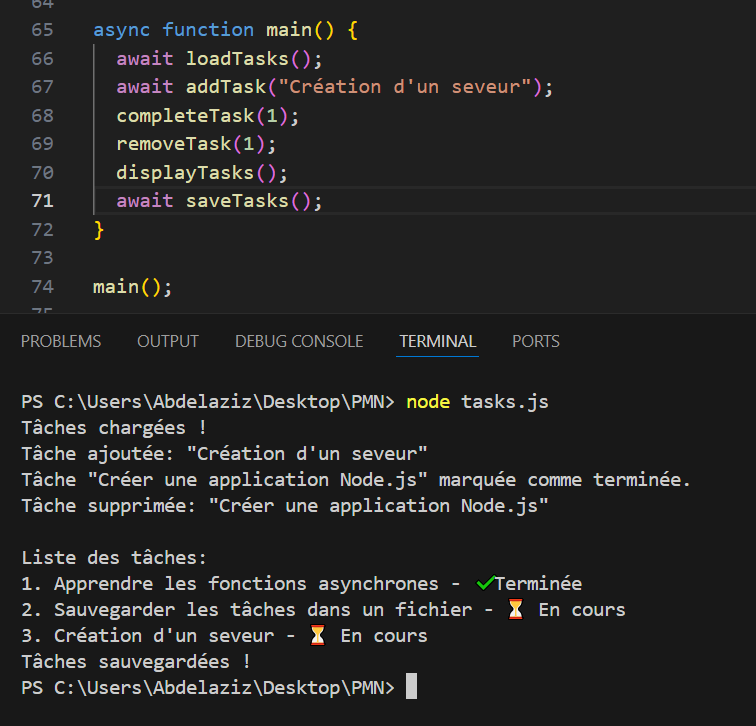 64
65 async function main() {
66 await loadTasks();
67 await addTask("Création d'un seveur");
68 completeTask(1);
69 removeTask(1);
70 displayTasks();
71 await saveTasks();
72 }
73
74 main();
75
PROBLEMS OUTPUT DEBUG CONSOLE TERMINAL PORTS
PS C:\Users\Abdelaziz\Desktop\PMN> node tasks.js
Tâches chargées !
Tâche ajoutée: "Création d'un seveur"
Tâche "Créer une application Node.js" marquée comme terminée.
Tâche supprimée: "Créer une application Node.js"
Liste des tâches:
1. Apprendre les fonctions asynchrones - ✅Terminée
2. Sauvegarder les tâches dans un fichier - ⏳ En cours
3. Création d'un seveur - ⏳ En cours
Tâches sauvegardées !
PS C:\Users\Abdelaziz\Desktop\PMN>